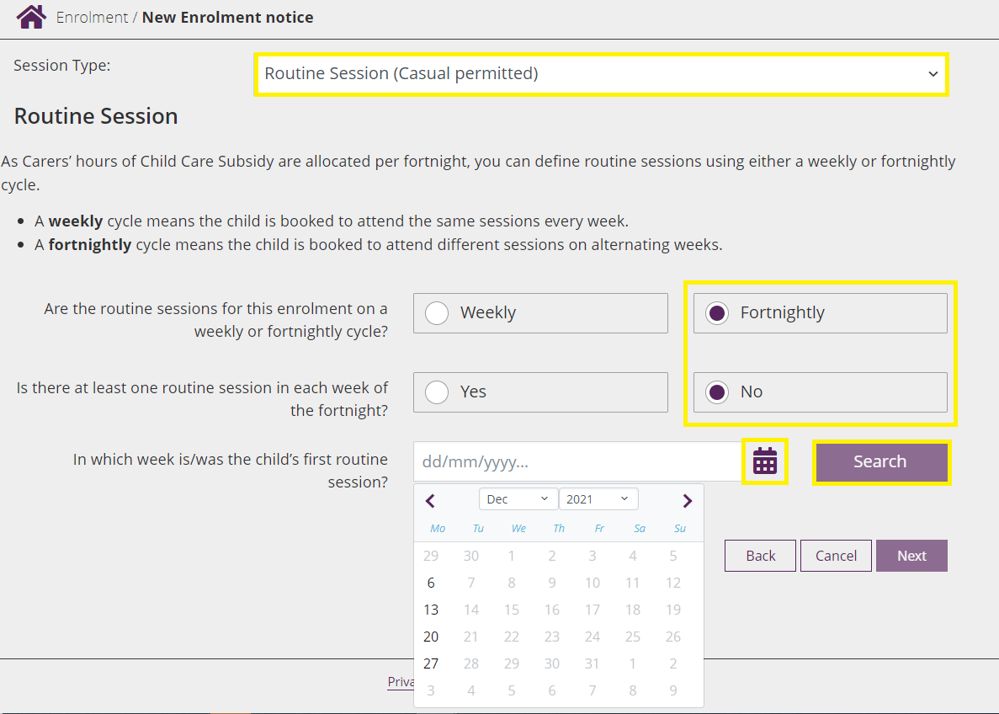 Enrolment / New Enrolment notice
Session Type:
Routine Session (Casual permitted)
Routine Session
As Carers’ hours of Child Care Subsidy are allocated per fortnight, you can define routine sessions using either a weekly or fortnightly
cycle.
• A weekly cycle means the child is booked to attend the same sessions every week.
• A fortnightly cycle means the child is booked to attend different sessions on alternating weeks.
Are the routine sessions for this enrolment on a
weekly or fortnightly cycle?
Weekly
Fortnightly
Is there at least one routine session in each week of
the fortnight?
Yes
No
In which week is/was the child’s first routine
session?
dd/mm/yyyy...
Search
Dec 2021
Mo Tu We Th Fr Sa Su
29 30 1 2 3 4 5
6 7 8 9 10 11 12
13 14 15 16 17 18 19
20 21 22 23 24 25 26
27 28 29 30 31 1 2
3 4 5 6 7 8 9
Back Cancel Next